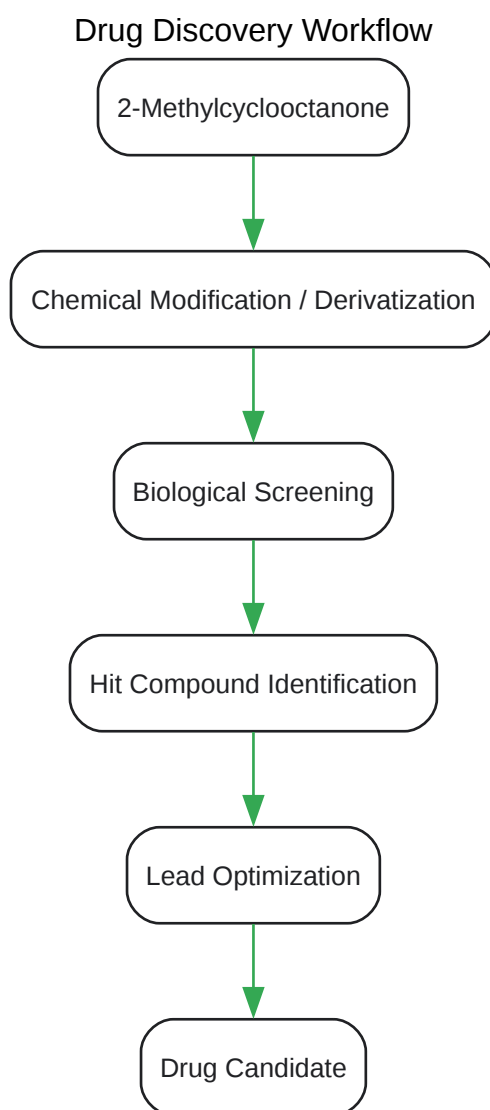 Drug Discovery Workflow
2-Methylcyclooctanone
Chemical Modification / Derivatization
Biological Screening
Hit Compound Identification
Lead Optimization
Drug Candidate